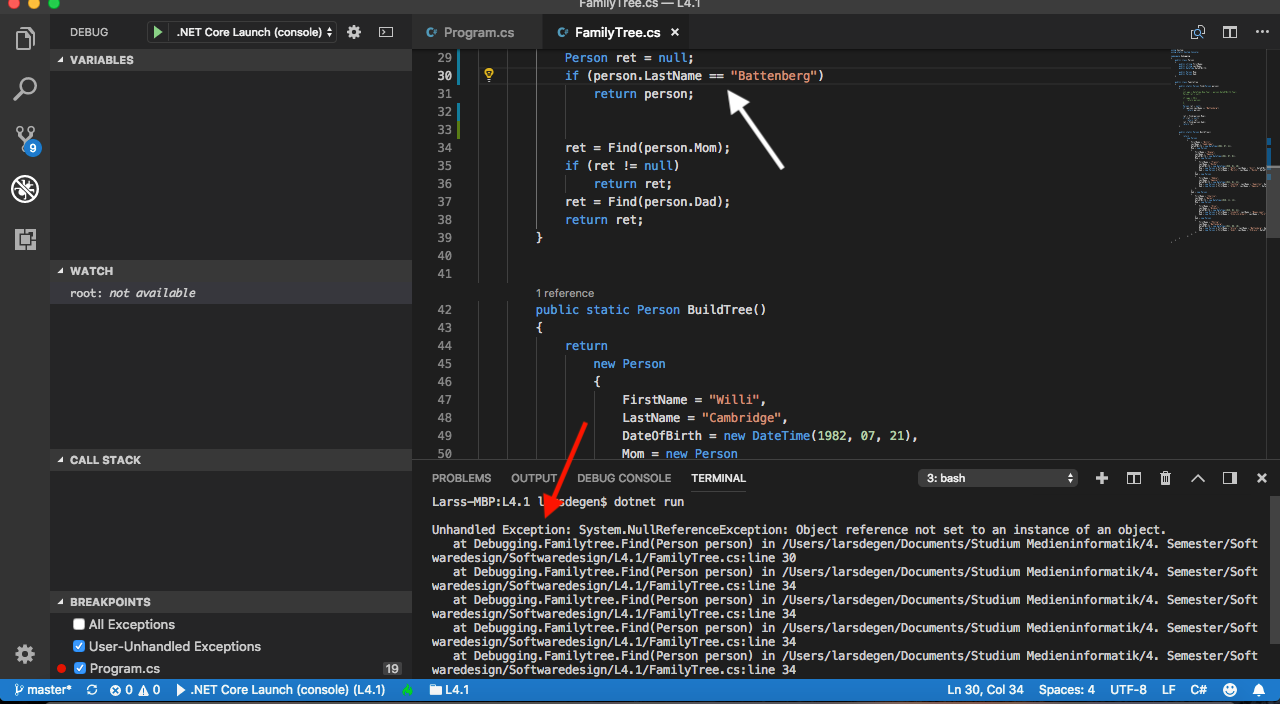 FamilyTree.cs — L4.1
DEBUG
.NET Core Launch (console)
Program.cs
FamilyTree.cs
VARIABLES
WATCH
root: not available
CALL STACK
BREAKPOINTS
All Exceptions
User-Unhandled Exceptions
Program.cs 19
9
29 Person ret = null;
30 if (person.LastName == "Battenberg")
31 return person;
32
33
34 ret = Find(person.Mom);
35 if (ret != null)
36 return ret;
37 ret = Find(person.Dad);
38 return ret;
39 }
40
41
1 reference
42 public static Person BuildTree()
43 {
44 return
45 new Person
46 {
47 FirstName = "Willi",
48 LastName = "Cambridge",
49 DateOfBirth = new DateTime(1982, 07, 21),
50 Mom = new Person
PROBLEMS OUTPUT DEBUG CONSOLE TERMINAL 3: bash
Larss-MBP:L4.1 larsdegen$ dotnet run
Unhandled Exception: System.NullReferenceException: Object reference not set to an instance of an object.
at Debugging.Familytree.Find(Person person) in /Users/larsdegen/Documents/Studium Medieninformatik/4. Semester/Soft
waredesign/Softwaredesign/L4.1/FamilyTree.cs:line 30
at Debugging.Familytree.Find(Person person) in /Users/larsdegen/Documents/Studium Medieninformatik/4. Semester/Soft
waredesign/Softwaredesign/L4.1/FamilyTree.cs:line 34
at Debugging.Familytree.Find(Person person) in /Users/larsdegen/Documents/Studium Medieninformatik/4. Semester/Soft
waredesign/Softwaredesign/L4.1/FamilyTree.cs:line 34
at Debugging.Familytree.Find(Person person) in /Users/larsdegen/Documents/Studium Medieninformatik/4. Semester/Soft
waredesign/Softwaredesign/L4.1/FamilyTree.cs:line 34
at Debugging.Familytree.Find(Person person) in /Users/larsdegen/Documents/Studium Medieninformatik/4. Semester/Soft
waredesign/Softwaredesign/L4.1/FamilyTree.cs:line 34
master* 0 0 .NET Core Launch (console) (L4.1) L4.1 Ln 30, Col 34 Spaces: 4 UTF-8 LF C#